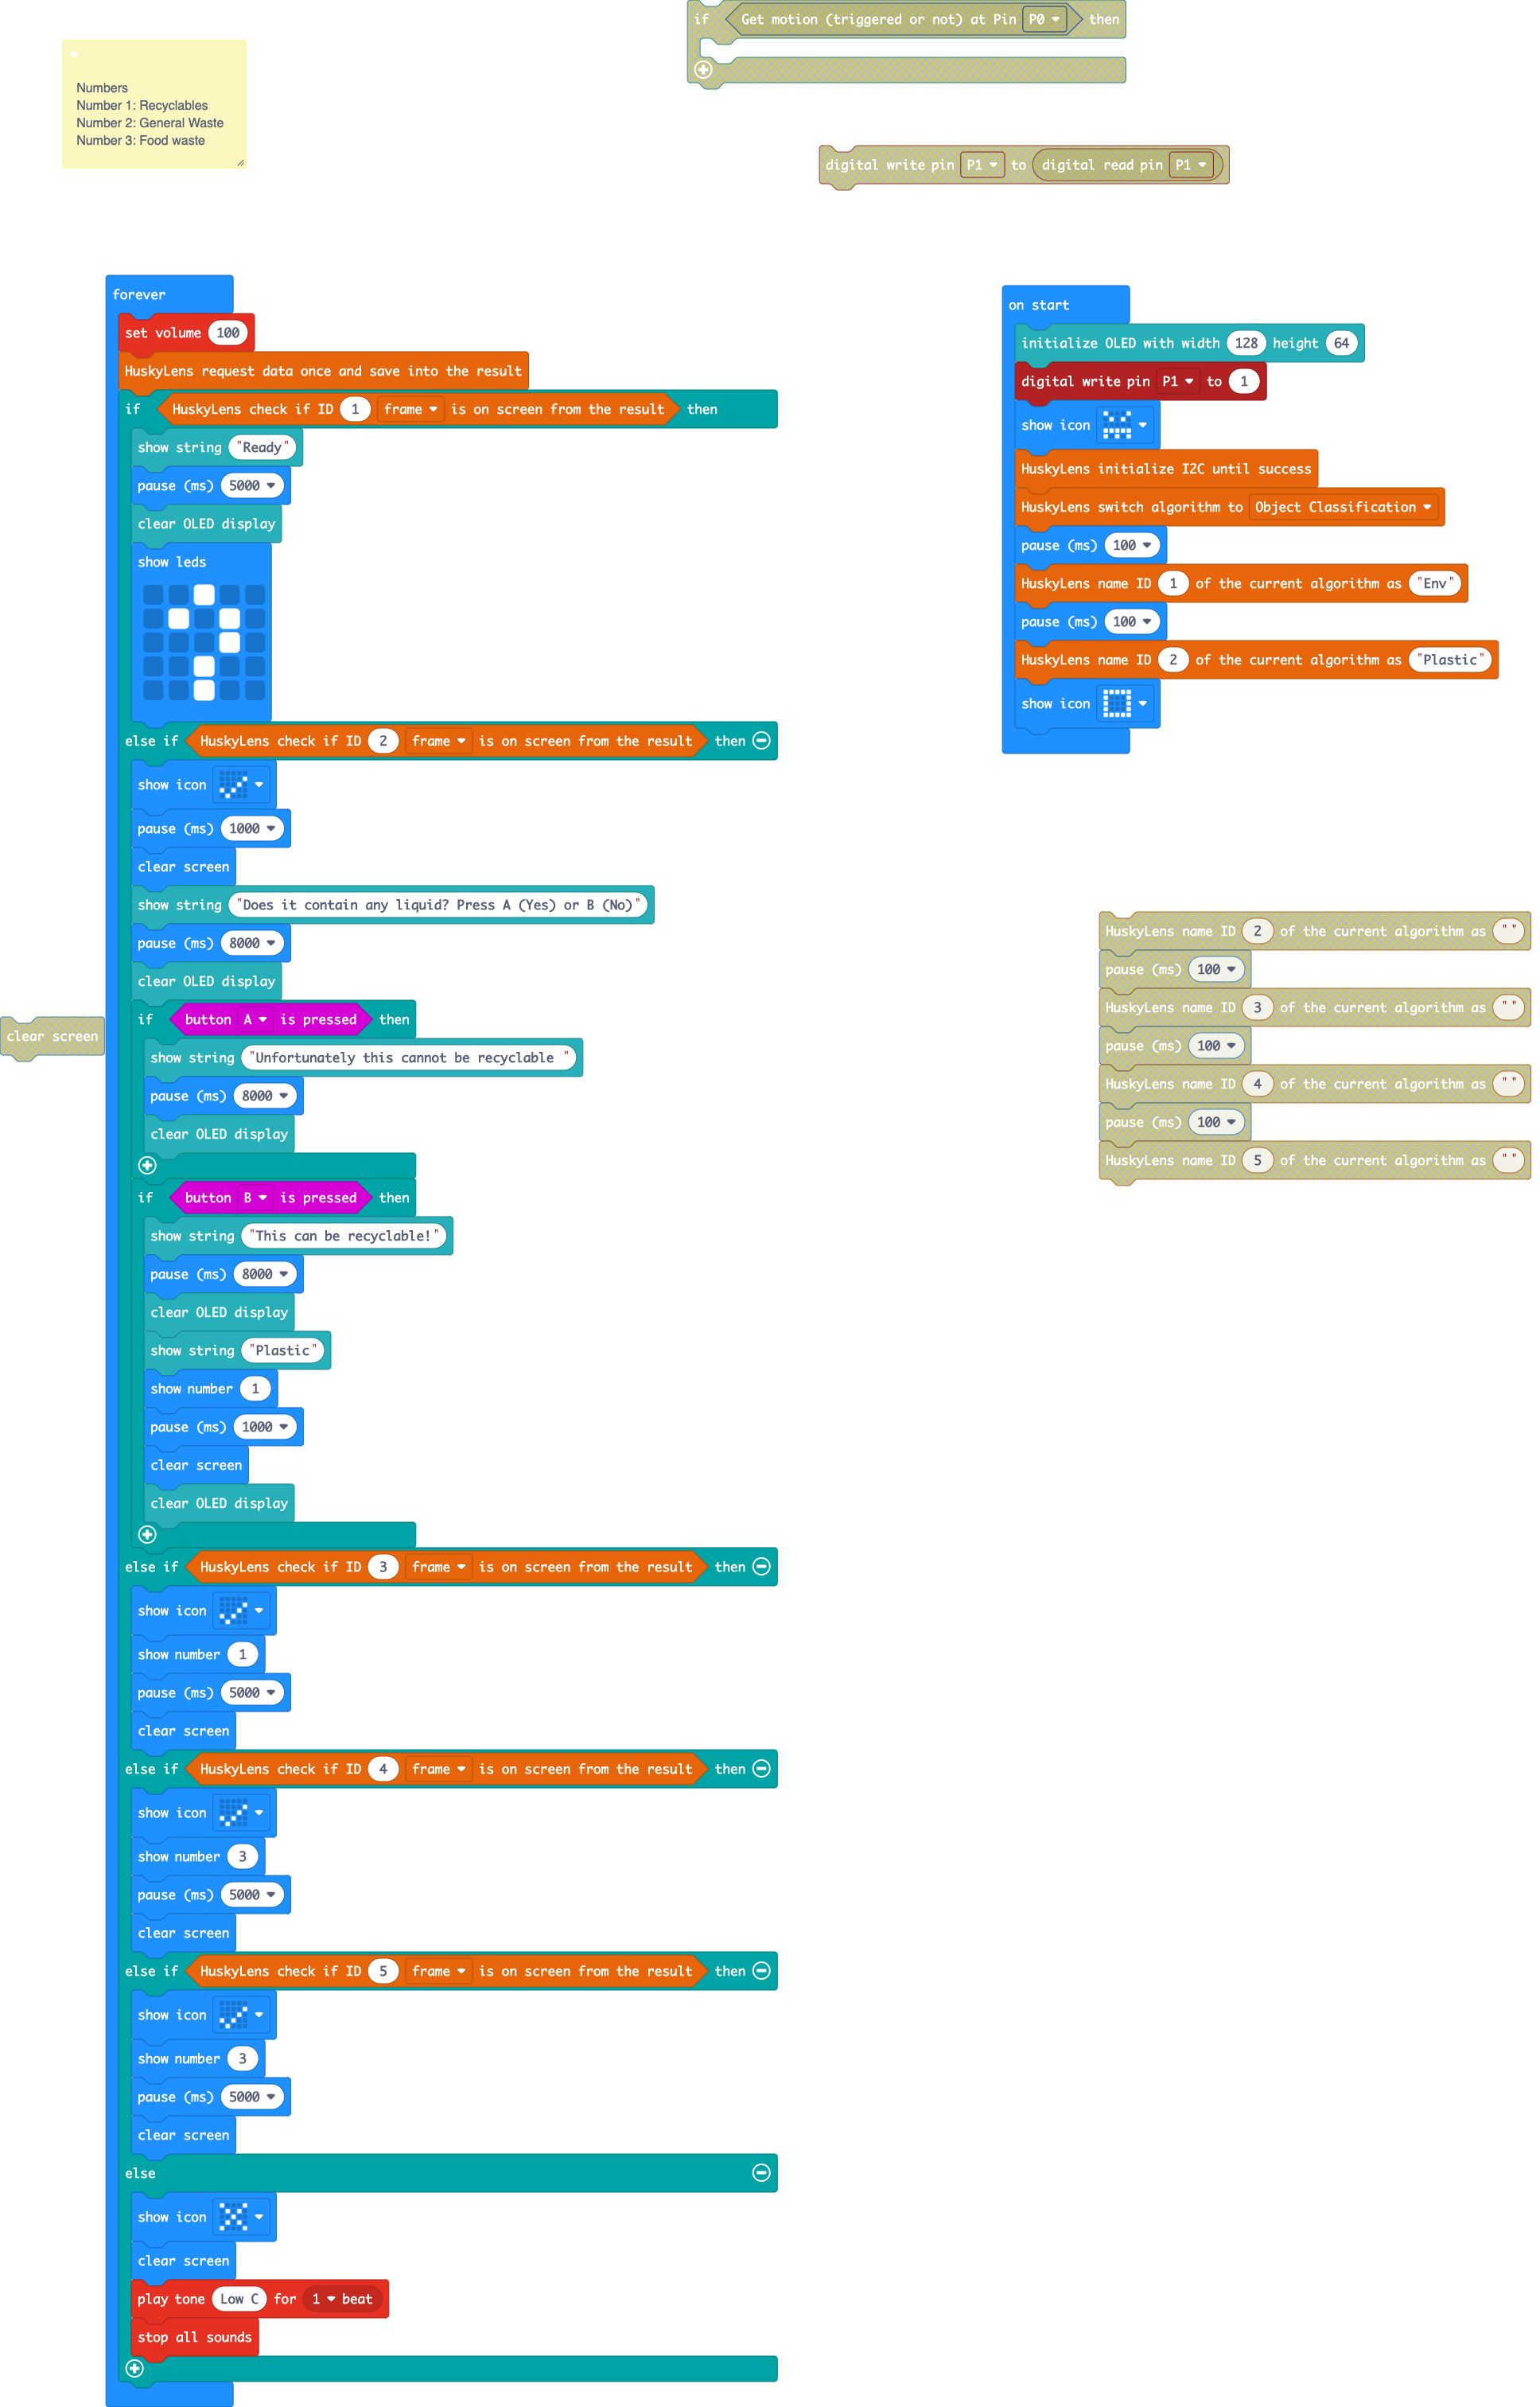 if Get motion (triggered or not) at Pin P0 then
Numbers
Number 1: Recyclables
Number 2: General Waste
Number 3: Food waste
digital write pin P1 to digital read pin P1
forever
set volume 100
HuskyLens request data once and save into the result
if HuskyLens check if ID 1 frame is on screen from the result then
show string "Ready"
pause (ms) 5000
clear OLED display
show leds
else if HuskyLens check if ID 2 frame is on screen from the result then
show icon
pause (ms) 1000
clear screen
show string "Does it contain any liquid? Press A (Yes) or B (No)"
pause (ms) 8000
clear OLED display
if button A is pressed then
show string "Unfortunately this cannot be recyclable "
pause (ms) 8000
clear OLED display
if button B is pressed then
show string "This can be recyclable!"
pause (ms) 8000
clear OLED display
show string "Plastic"
show number 1
pause (ms) 1000
clear screen
clear OLED display
else if HuskyLens check if ID 3 frame is on screen from the result then
show icon
show number 1
pause (ms) 5000
clear screen
else if HuskyLens check if ID 4 frame is on screen from the result then
show icon
show number 3
pause (ms) 5000
clear screen
else if HuskyLens check if ID 5 frame is on screen from the result then
show icon
show number 3
pause (ms) 5000
clear screen
else
show icon
clear screen
play tone Low C for 1 beat
stop all sounds
clear screen
on start
initialize OLED with width 128 height 64
digital write pin P1 to 1
show icon
HuskyLens initialize I2C until success
HuskyLens switch algorithm to Object Classification
pause (ms) 100
HuskyLens name ID 1 of the current algorithm as "Env"
pause (ms) 100
HuskyLens name ID 2 of the current algorithm as "Plastic"
show icon
HuskyLens name ID 2 of the current algorithm as ""
pause (ms) 100
HuskyLens name ID 3 of the current algorithm as ""
pause (ms) 100
HuskyLens name ID 4 of the current algorithm as ""
pause (ms) 100
HuskyLens name ID 5 of the current algorithm as ""